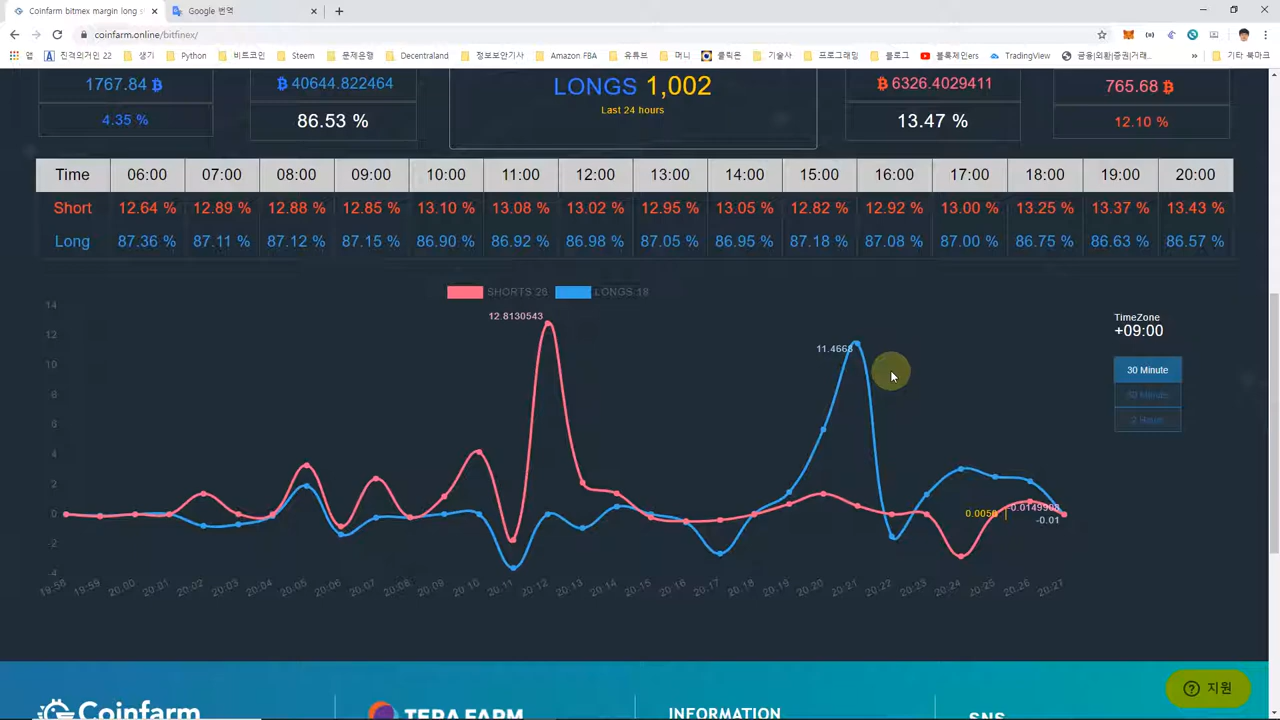 Coinfarm bitmex margin long s
Google 번역
coinfarm.online/bitfinex/
앱
진격의거인 22
생기
Python
비트코인
Steem
문제은행
Decentraland
정보보안기사
Amazon FBA
유튜브
머니
클릭몬
기술사
프로그래밍
블로그
블록체인스
TradingView
기타 북마크
1767.84
40644.822464
LONGS 1,002
6326.4029411
765.68
4.35 %
86.53 %
Last 24 hours
13.47 %
12.10 %
Time 06:00 07:00 08:00 09:00 10:00 11:00 12:00 13:00 14:00 15:00 16:00 17:00 18:00 19:00 20:00
Short 12.64 % 12.89 % 12.88 % 12.85 % 13.10 % 13.08 % 13.02 % 12.95 % 13.05 % 12.82 % 12.92 % 13.00 % 13.25 % 13.37 % 13.43 %
Long 87.36 % 87.11 % 87.12 % 87.15 % 86.90 % 86.92 % 86.98 % 87.05 % 86.95 % 87.18 % 87.08 % 87.00 % 86.75 % 86.63 % 86.57 %
SHORTS 26 LONGS 18
14
12
10
8
6
4
2
0
-2
-4
12.8130543
11.4668
0.0056
-0.0149908
-0.01
TimeZone
+09:00
30 Minute
30 Minute
2 Hour
19:58 19:59 20:00 20:01 20:02 20:03 20:04 20:05 20:06 20:07 20:08 20:09 20:10 20:11 20:12 20:13 20:14 20:15 20:16 20:17 20:18 20:19 20:20 20:21 20:22 20:23 20:24 20:25 20:26 20:27
지원
Coinfarm
TERA FARM
INFORMATION
SNS